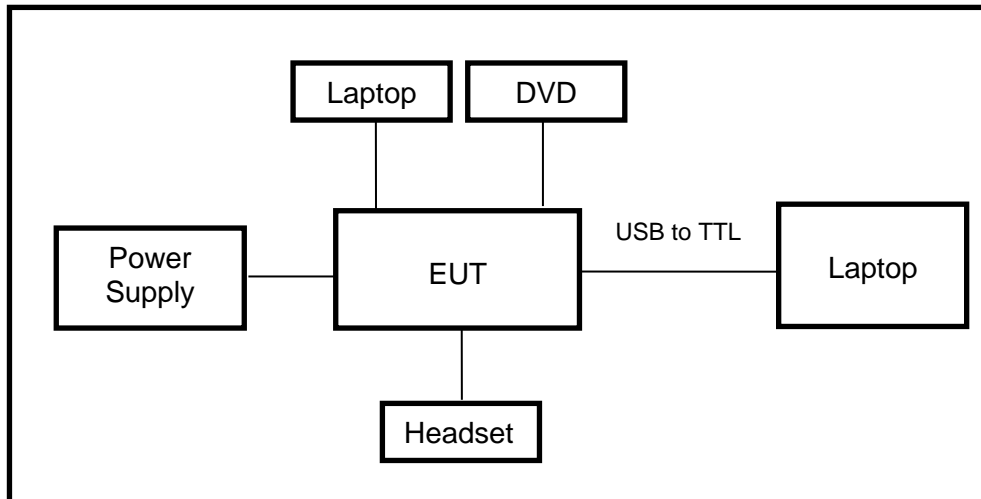 Laptop
DVD
Power
Supply
EUT
USB to TTL
Laptop
Headset